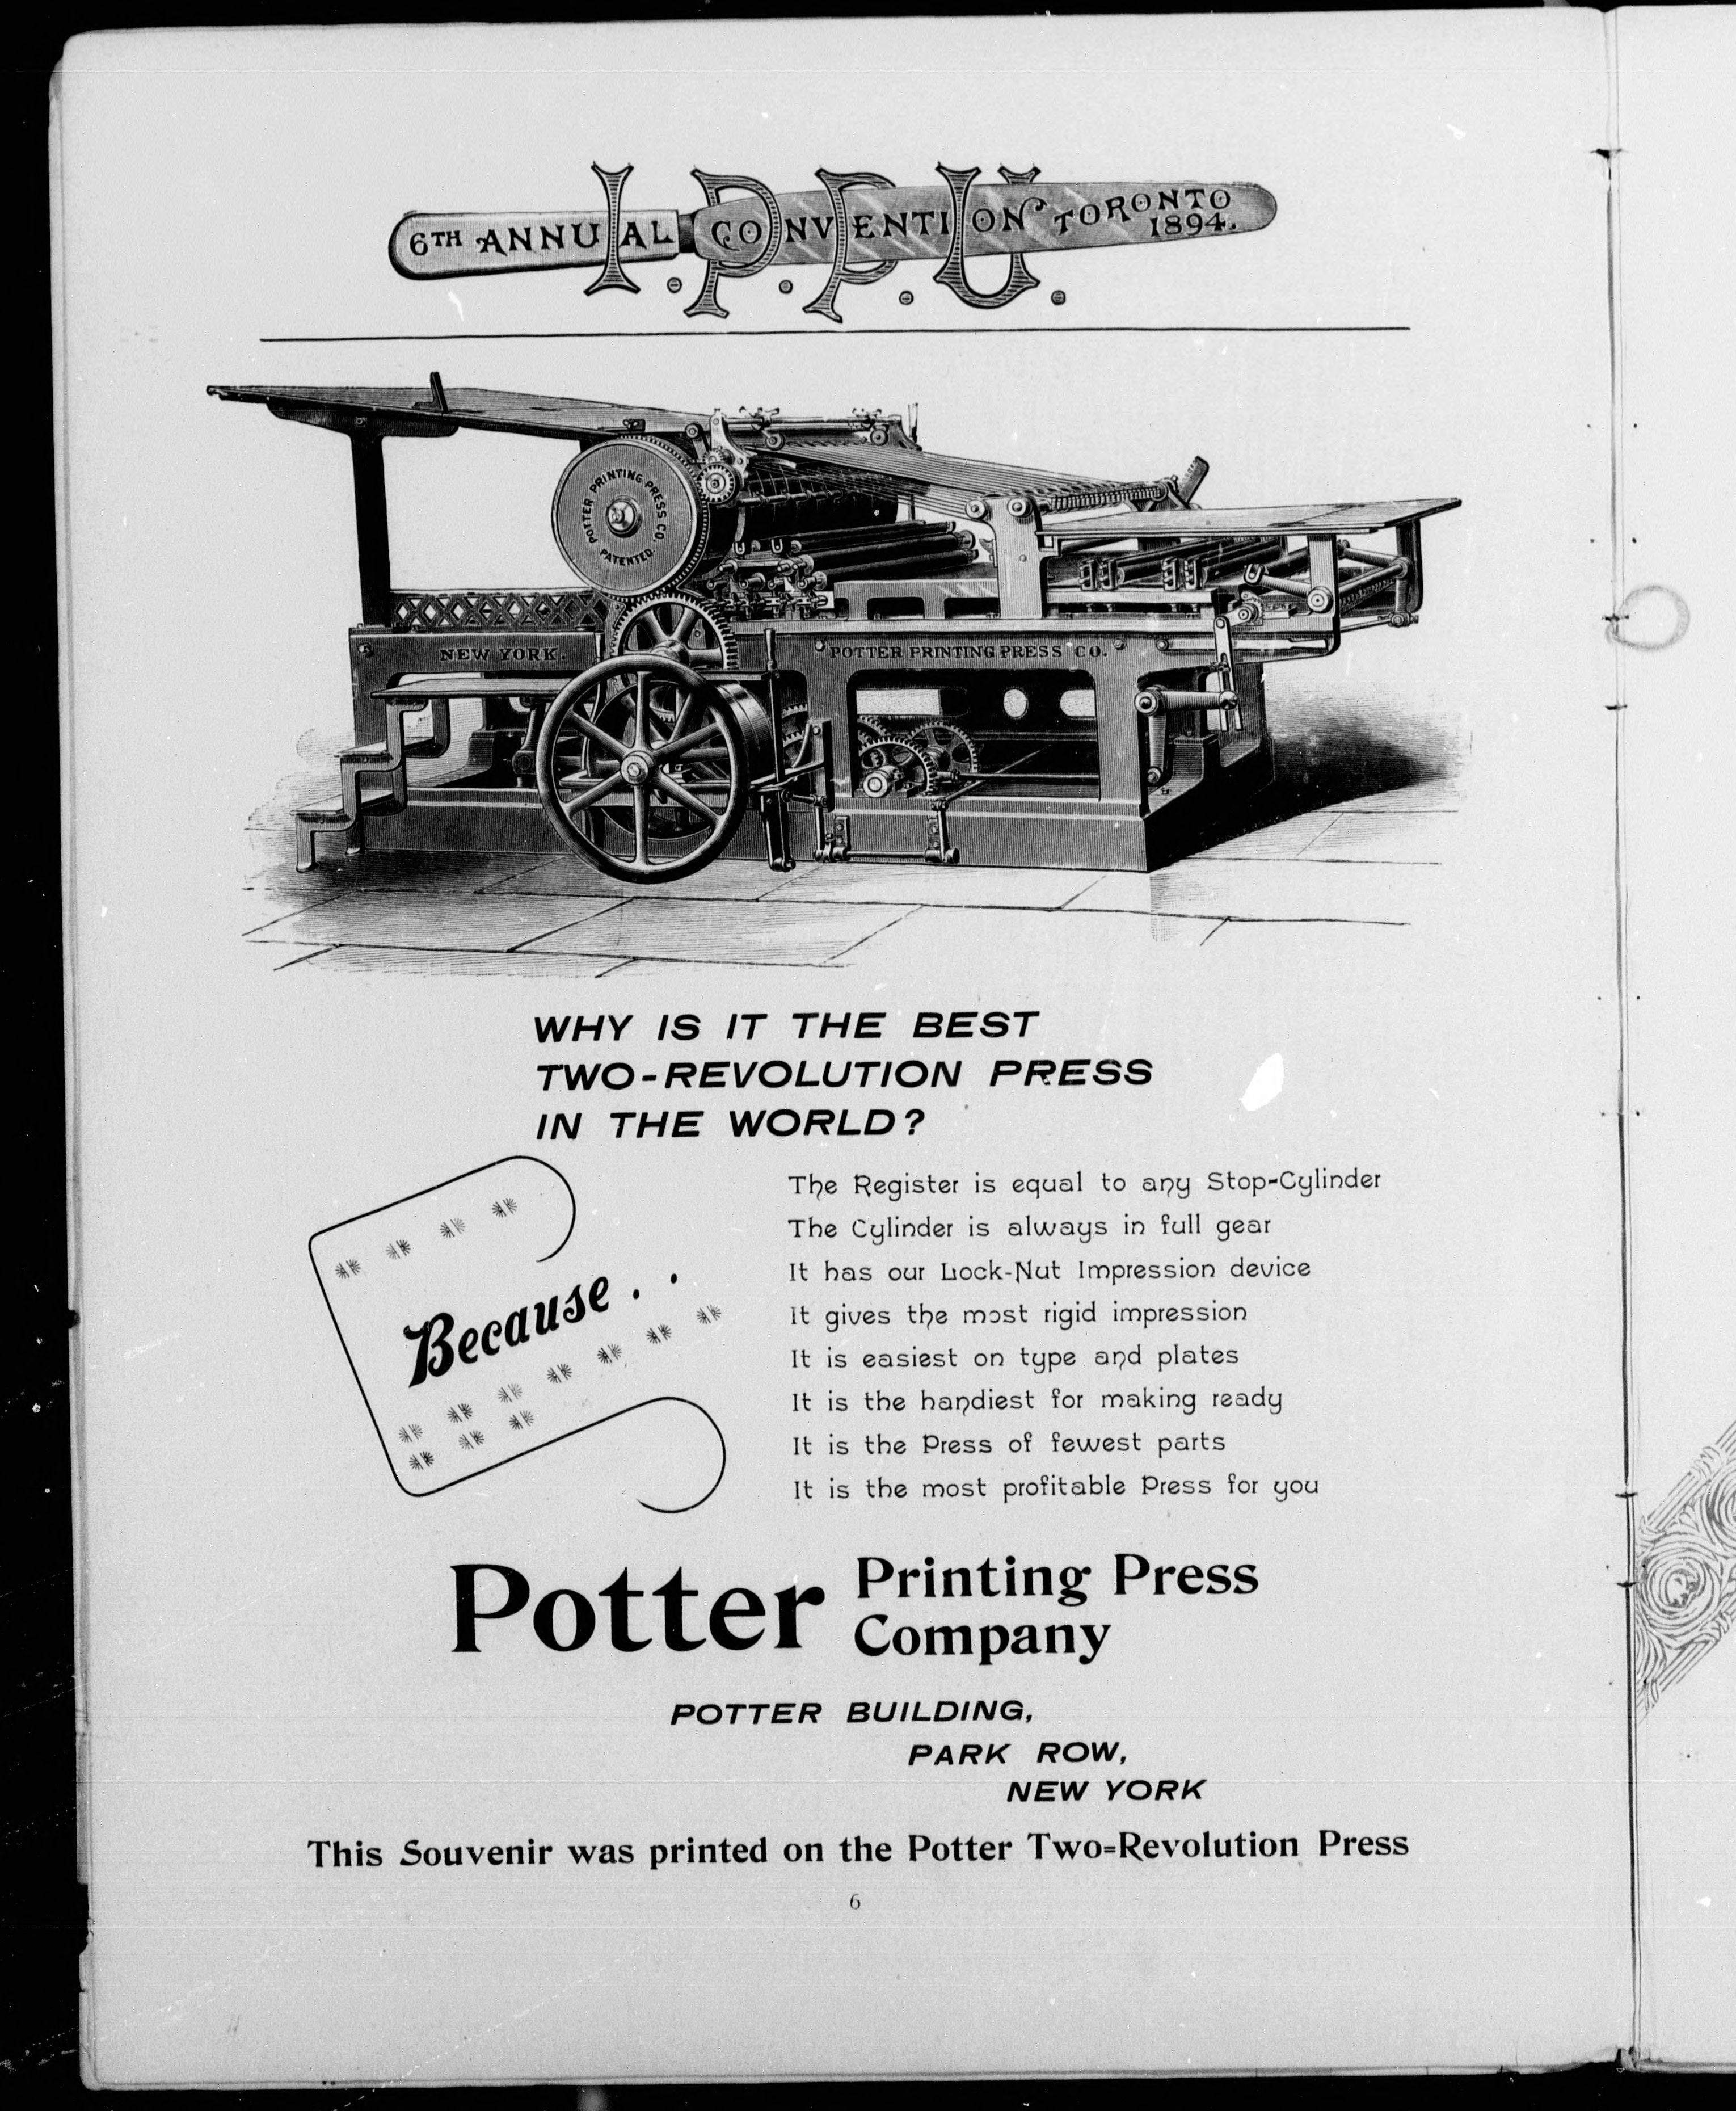 I.P.P.U.
6TH ANNUAL CONVENTION TORONTO
1894.
POTTER PRINTING PRESS CO.
PATENTED
NEW YORK.
POTTER PRINTING PRESS CO.
WHY IS IT THE BEST
TWO-REVOLUTION PRESS
IN THE WORLD?
Because . .
The Register is equal to any Stop-Cylinder
The Cylinder is always in full gear
It has our Lock-Nut Impression device
It gives the most rigid impression
It is easiest on type and plates
It is the handiest for making ready
It is the Press of fewest parts
It is the most profitable Press for you
Potter Printing Press
Company
POTTER BUILDING,
PARK ROW,
NEW YORK
This Souvenir was printed on the Potter Two=Revolution Press
6